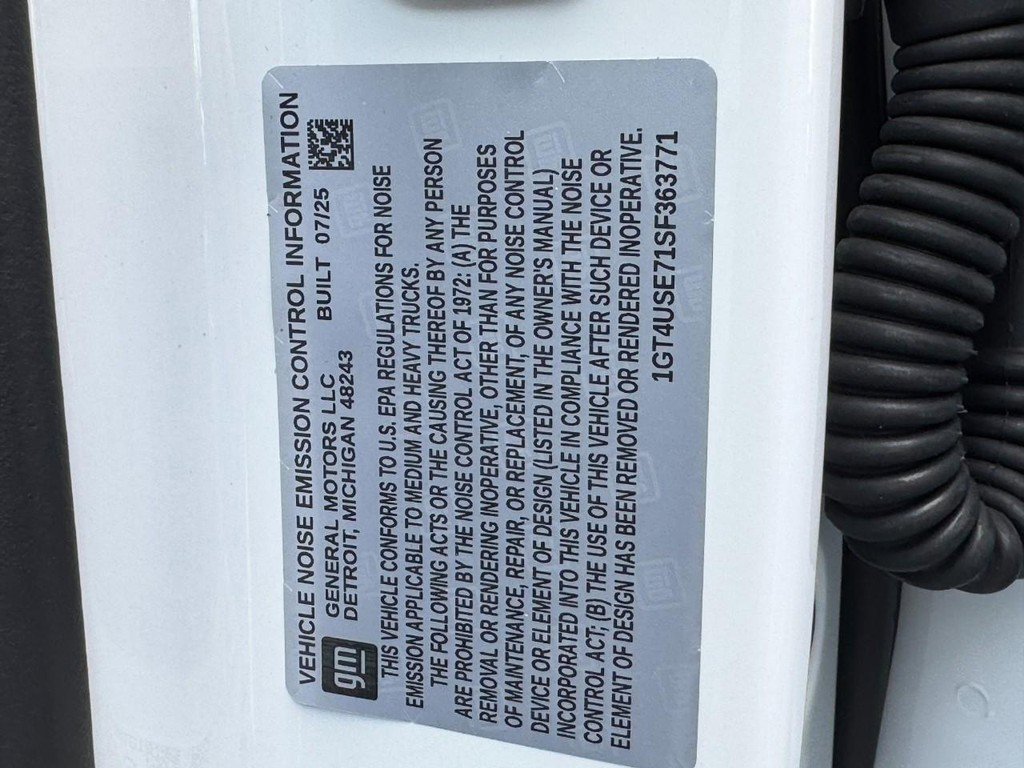 VEHICLE NOISE EMISSION CONTROL INFORMATION
gm
GENERAL MOTORS LLC BUILT 07/25
DETROIT, MICHIGAN 48243
THIS VEHICLE CONFORMS TO U.S. EPA REGULATIONS FOR NOISE
EMISSION APPLICABLE TO MEDIUM AND HEAVY TRUCKS.
THE FOLLOWING ACTS OR THE CAUSING THEREOF BY ANY PERSON
ARE PROHIBITED BY THE NOISE CONTROL ACT OF 1972: (A) THE
REMOVAL OR RENDERING INOPERATIVE, OTHER THAN FOR PURPOSES
OF MAINTENANCE, REPAIR, OR REPLACEMENT, OF ANY NOISE CONTROL
DEVICE OR ELEMENT OF DESIGN (LISTED IN THE OWNER'S MANUAL)
INCORPORATED INTO THIS VEHICLE IN COMPLIANCE WITH THE NOISE
CONTROL ACT; (B) THE USE OF THIS VEHICLE AFTER SUCH DEVICE OR
ELEMENT OF DESIGN HAS BEEN REMOVED OR RENDERED INOPERATIVE.
1GT4USE71SF363771